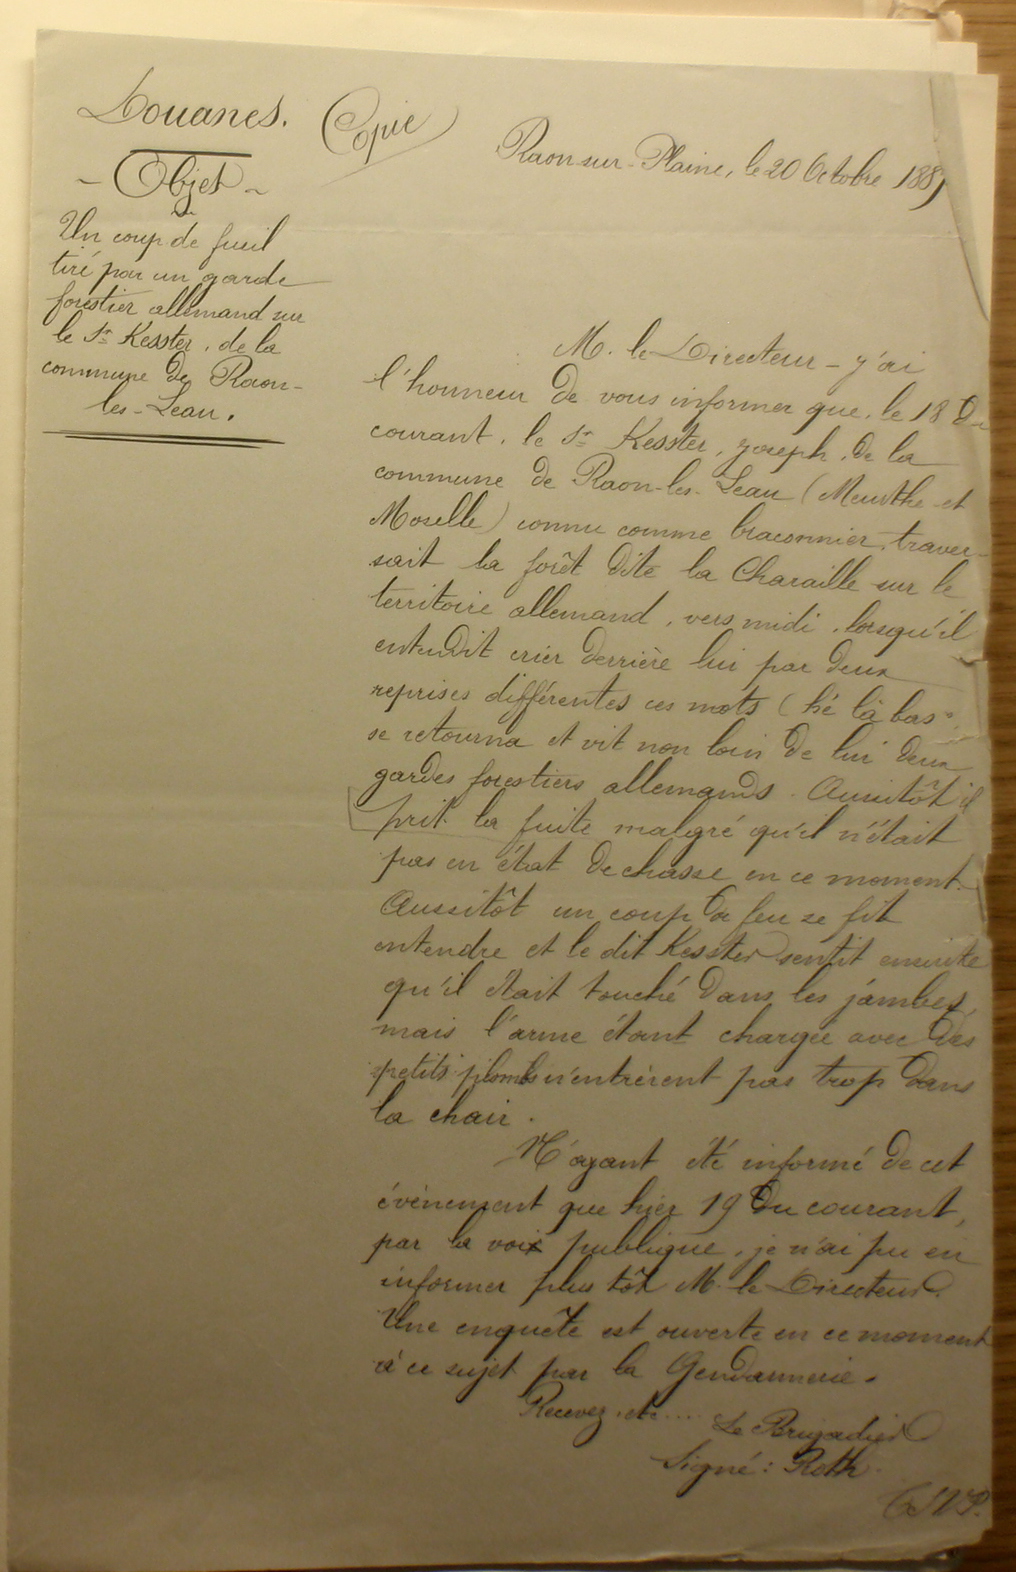 Douanes.
Copie
Raon-sur-Plaine, le 20 Octobre 188
- Objet -
Un coup de fusil
tiré par un garde
forestier allemand sur
le Sr Kesster, de la
commune de Raon-
les-Leau.
M. le Directeur - J'ai
l'honneur de vous informer que, le 18 du
courant, le Sr Kesster, Joseph, de la
commune de Raon-les-Leau (Meurthe et
Moselle) connu comme braconnier, traver-
sait la forêt dite la Charaille sur le
territoire allemand, vers midi, lorsqu'il
entendit crier derrière lui par deux
reprises différentes ces mots (hé là bas
se retourna et vit non loin de lui deux
gardes forestiers allemands. Aussitôt il
prit la fuite malgré qu'il n'était
pas en état de chasse en ce moment.
Aussitôt un coup de feu se fit
entendre et le dit Kesster sentit ensuite
qu'il était touché dans les jambes,
mais l'arme étant chargée avec des
petits plombs n'entrèrent pas trop dans
la chair.
N'ayant été informé de cet
événement que hier 19 du courant,
par la voix publique, je n'ai pu en
informer plus tôt M. le Directeur.
Une enquête est ouverte en ce moment
à ce sujet par la Gendarmerie.
Recevez, etc....
Le Brigadier
Signé : Roth
T.S.V.P.